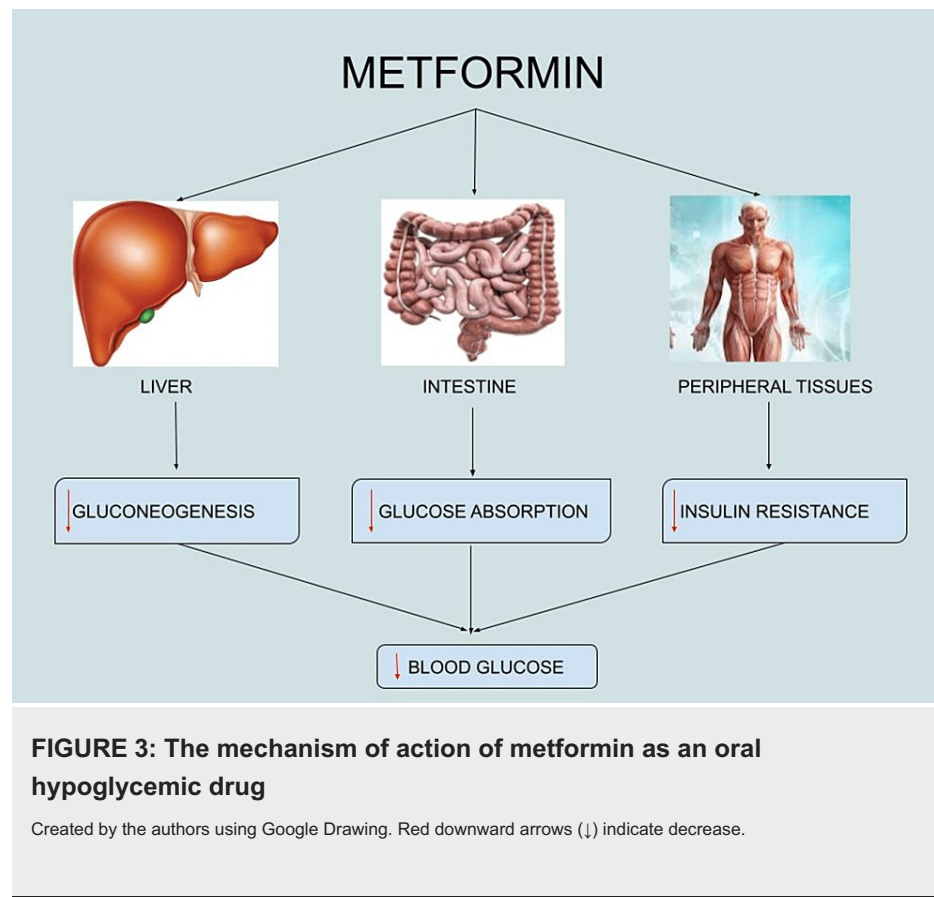 METFORMIN
LIVER
INTESTINE
PERIPHERAL TISSUES
↓GLUCONEOGENESIS
↓ GLUCOSE ABSORPTION
↓ INSULIN RESISTANCE
↓ BLOOD GLUCOSE
FIGURE 3: The mechanism of action of metformin as an oral
hypoglycemic drug
Created by the authors using Google Drawing. Red downward arrows (↓) indicate decrease.